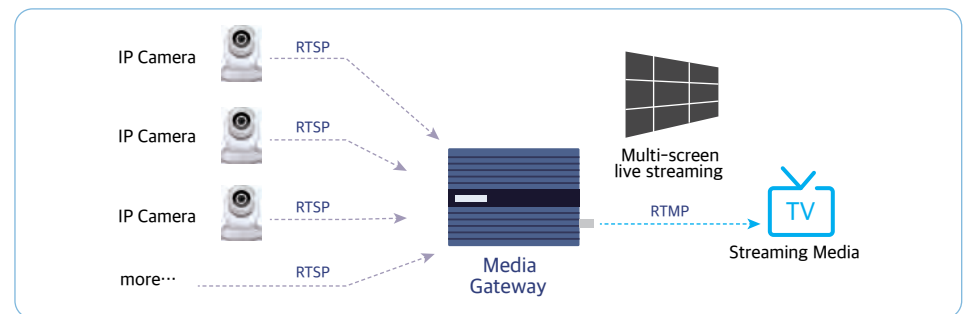 IP Camera
RTSP
IP Camera
RTSP
IP Camera
RTSP
more···
RTSP
Media
Gateway
Multi-screen
live streaming
RTMP
TV
Streaming Media